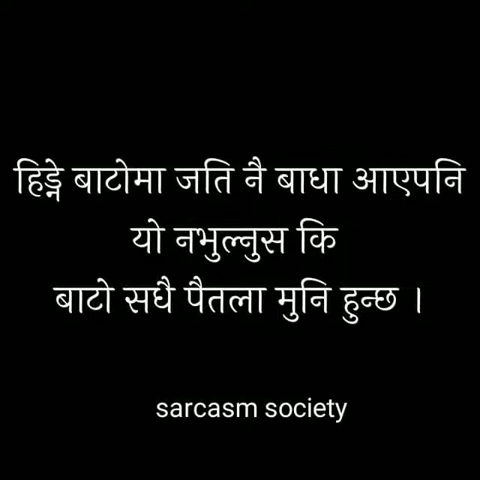 हिड्ने बाटोमा जति नै बाधा आएपनि
यो नभुल्नुस कि
बाटो सधै पैतला मुनि हुन्छ ।
sarcasm society